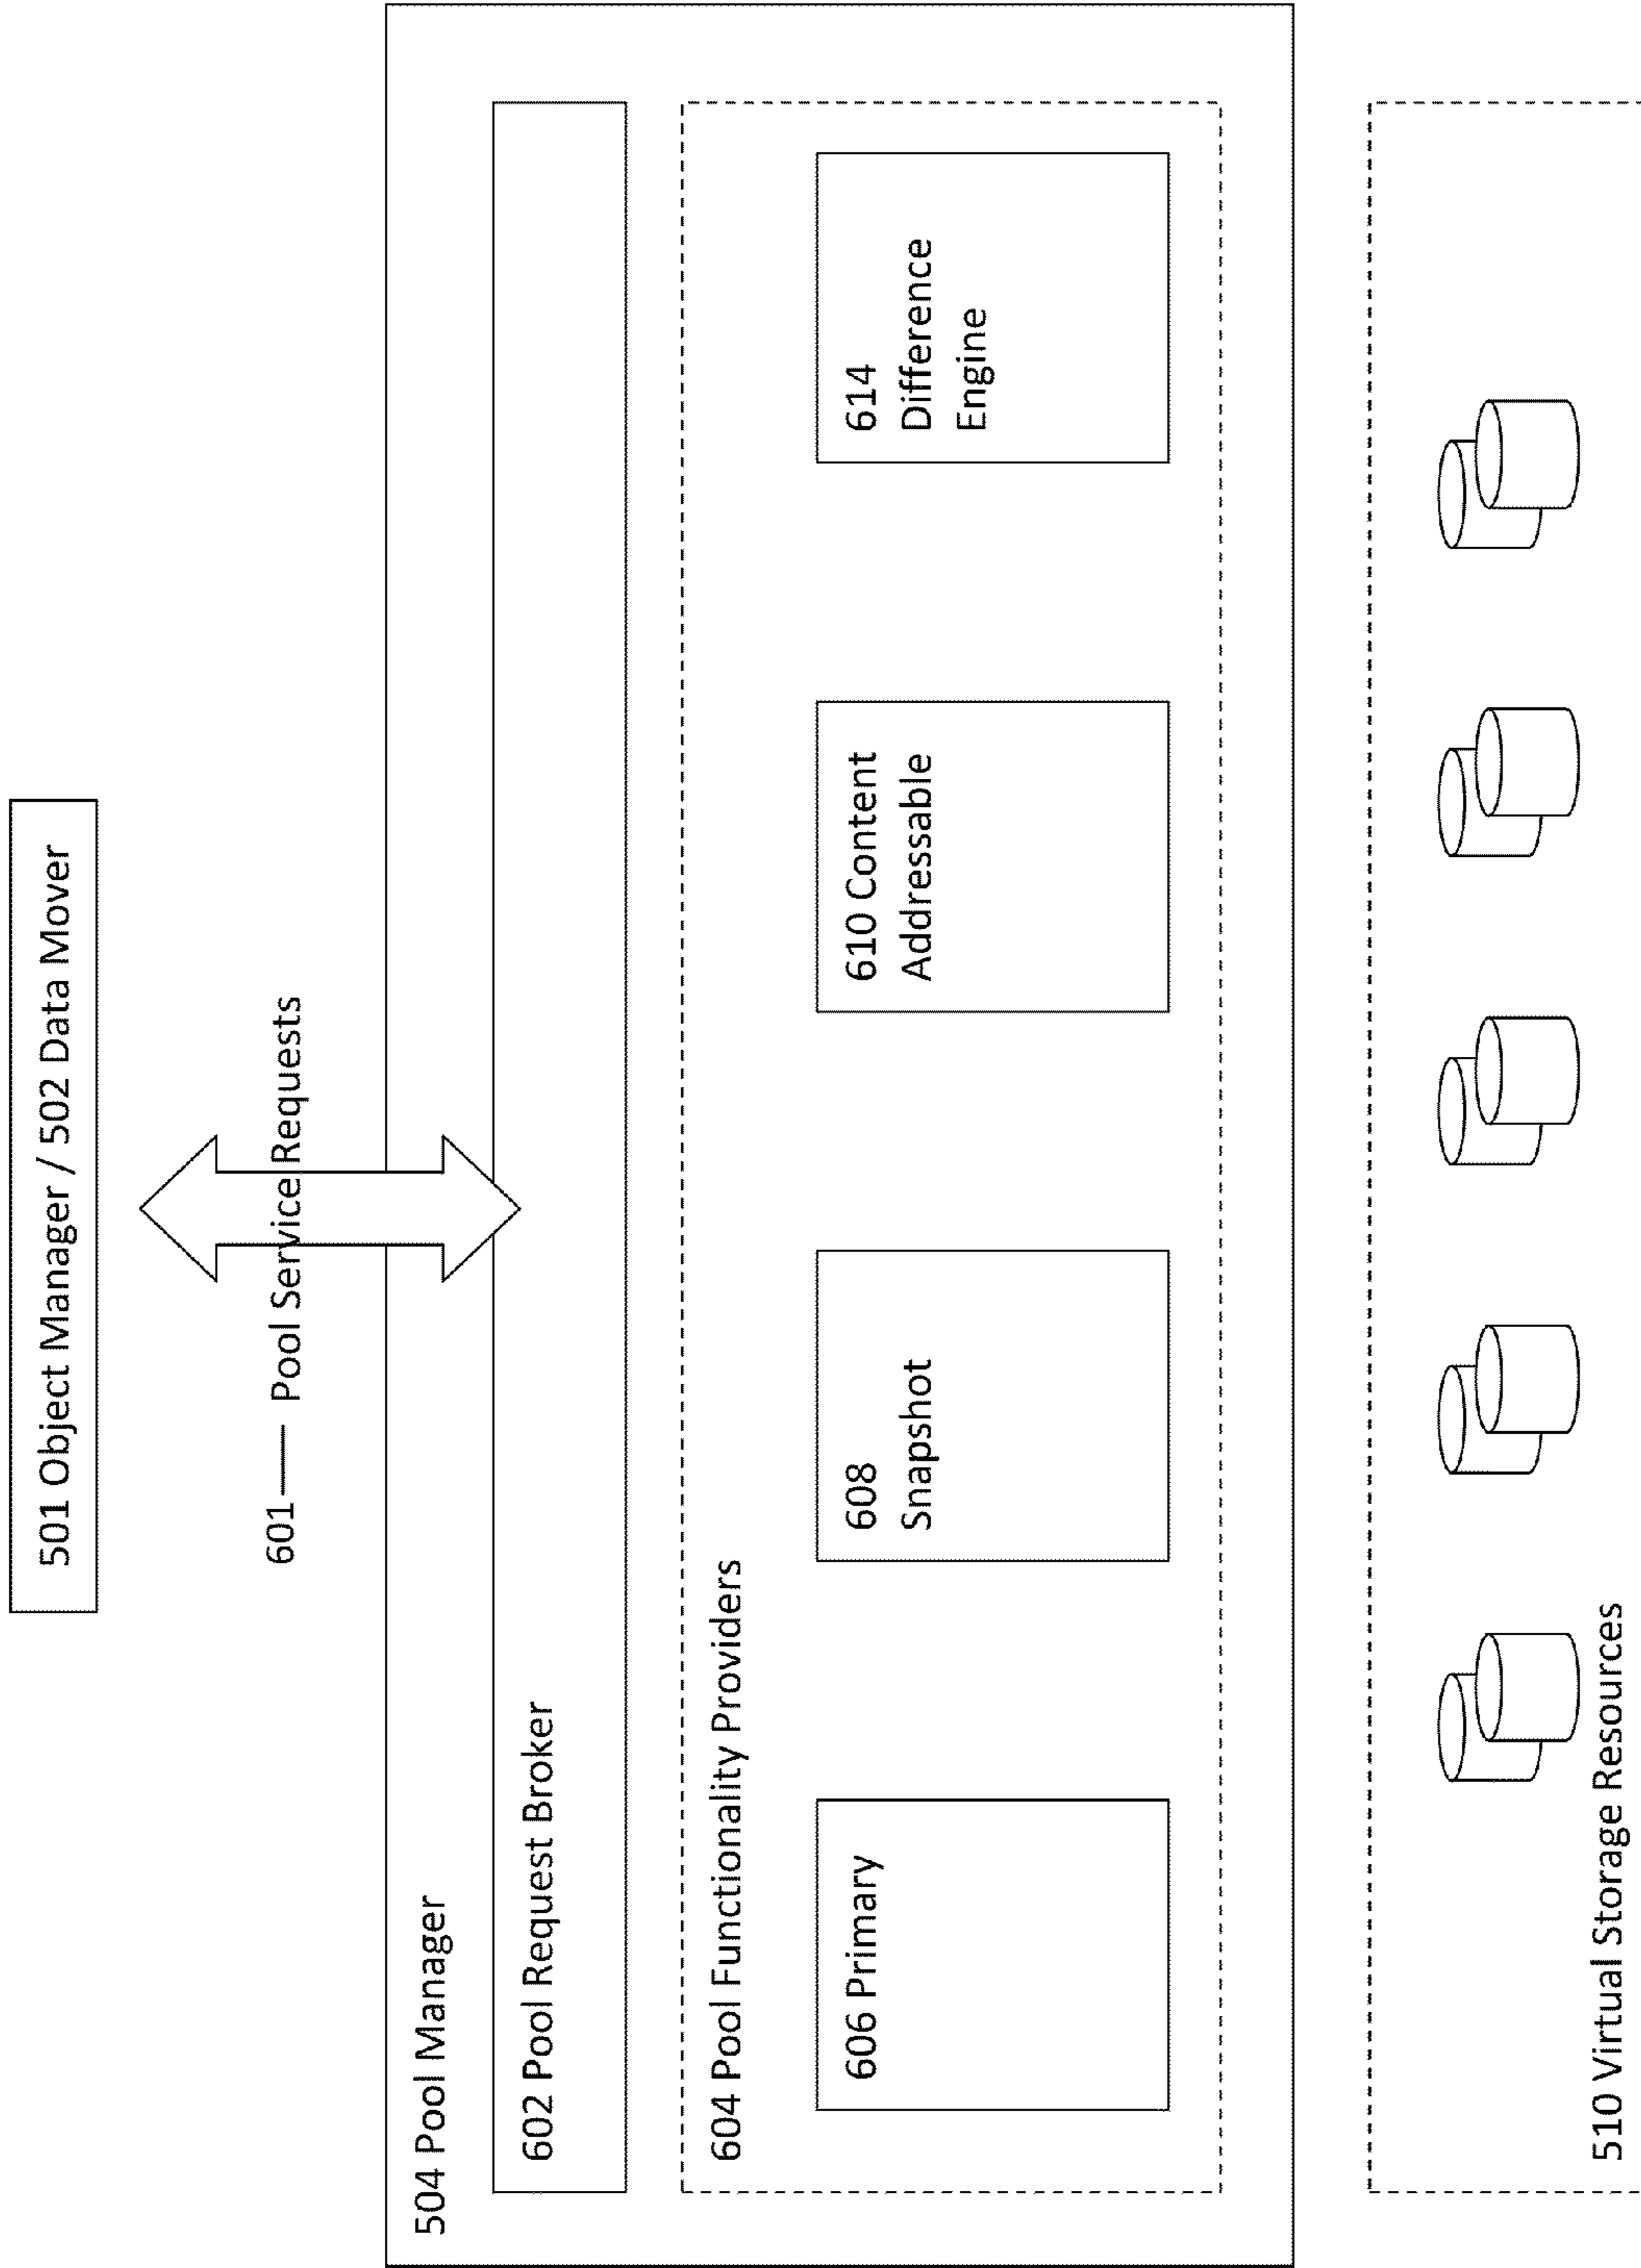 501 Object Manager / 502 Data Mover
601 Pool Service Requests
504 Pool Manager
602 Pool Request Broker
604 Pool Functionality Providers
606 Primary
608
Snapshot
610 Content
Addressable
614
Difference
Engine
510 Virtual Storage Resources